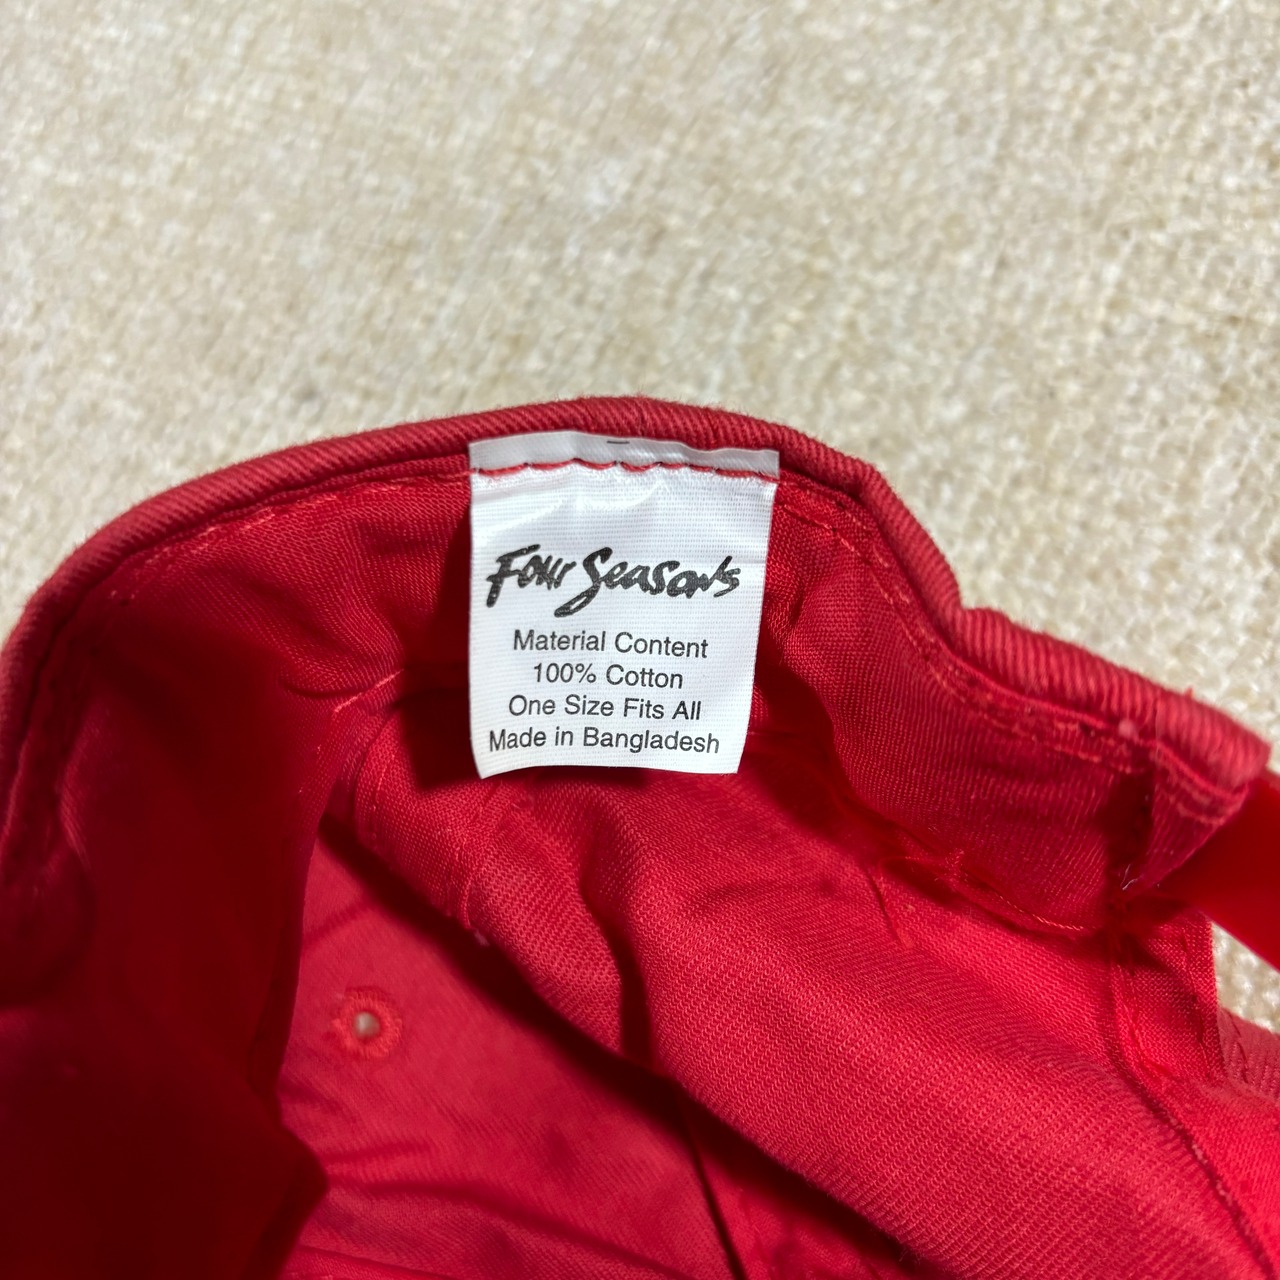 Four Seasons
Material Content
100% Cotton
One Size Fits All
Made in Bangladesh